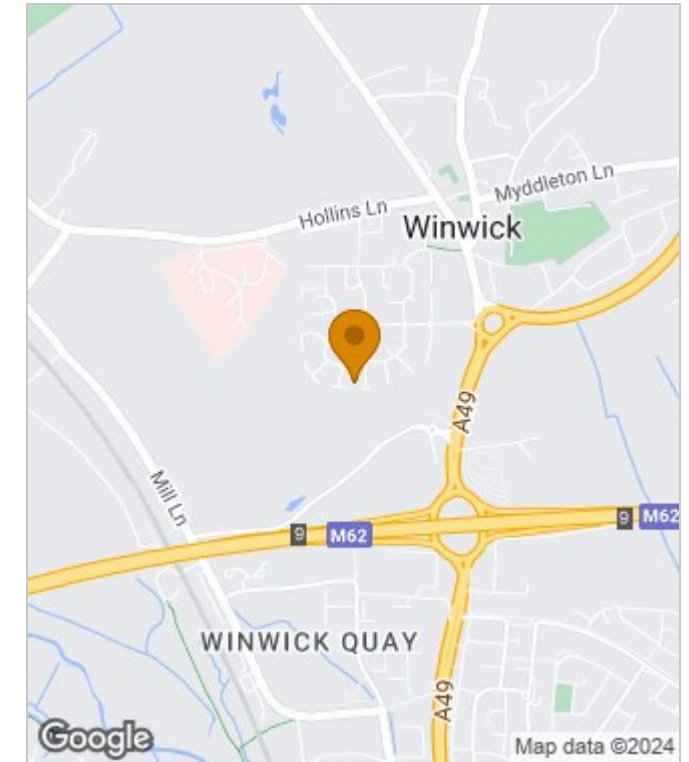 Myddleton Ln
Hollins Ln
Winwick
A49
Mill Ln
9
M62
9
M62
WINWICK QUAY
A49
Google
Map data ©2024